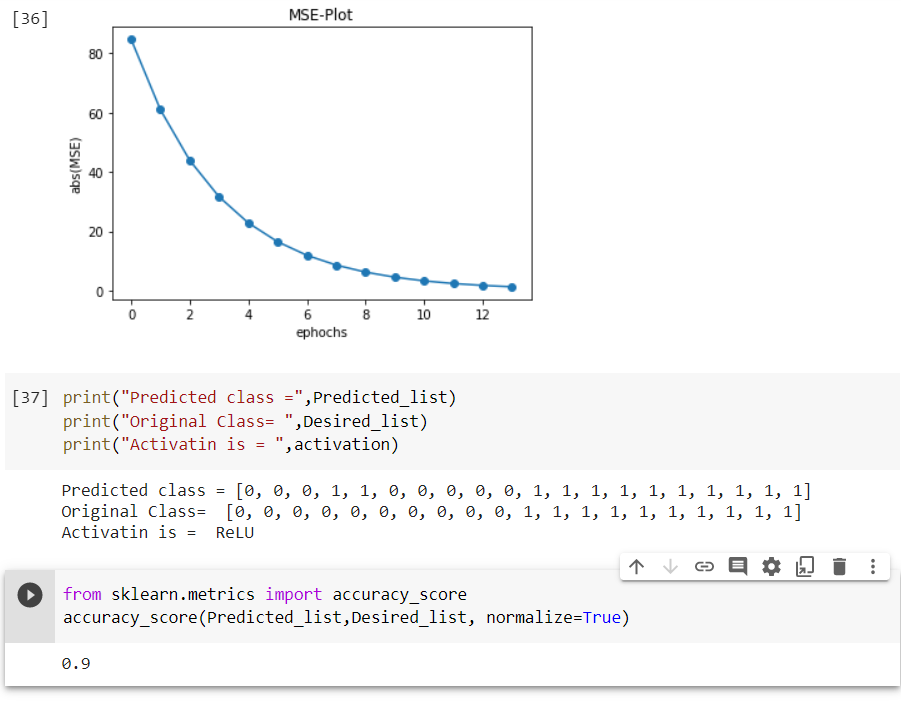 [36]
MSE-Plot
80
60
40
20
0
abs(MSE)
0 2 4 6 8 10 12
ephochs
[37] print("Predicted class =",Predicted_list)
print("Original Class= ",Desired_list)
print("Activatin is = ",activation)
Predicted class = [0, 0, 0, 1, 1, 0, 0, 0, 0, 0, 1, 1, 1, 1, 1, 1, 1, 1, 1, 1]
Original Class=  [0, 0, 0, 0, 0, 0, 0, 0, 0, 0, 1, 1, 1, 1, 1, 1, 1, 1, 1, 1]
Activatin is =  ReLU
from sklearn.metrics import accuracy_score
accuracy_score(Predicted_list,Desired_list, normalize=True)
0.9